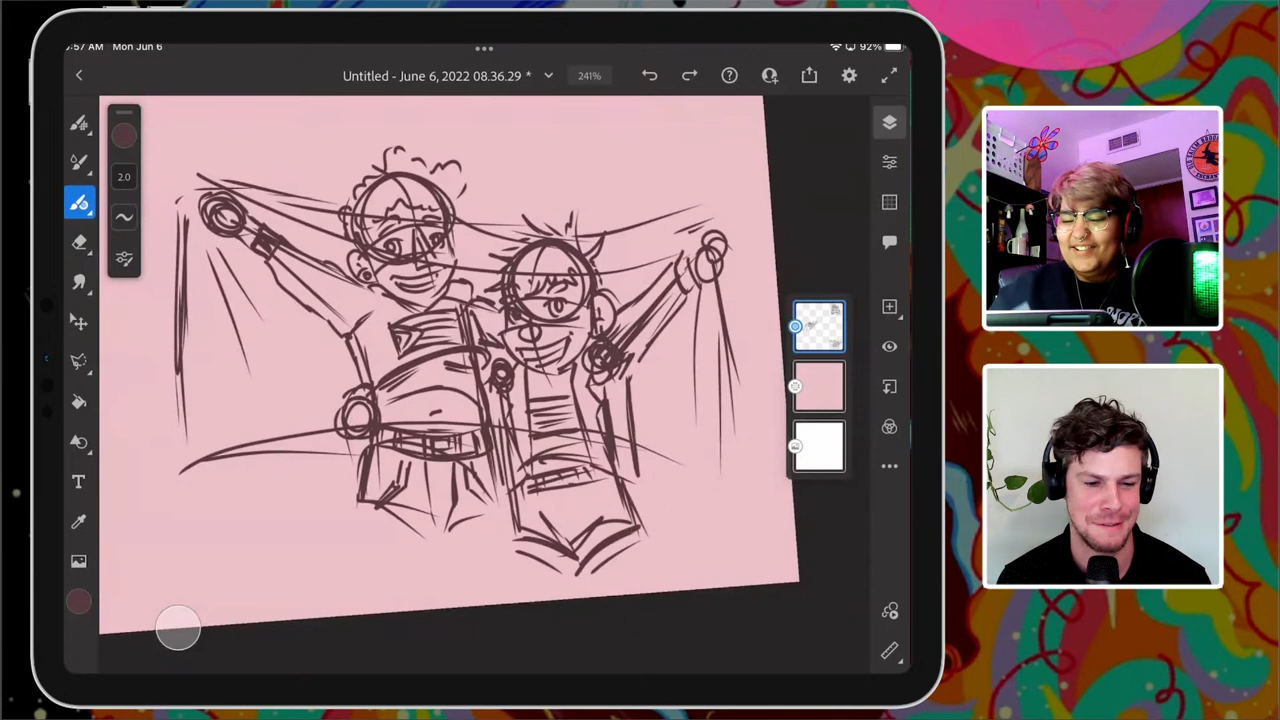 :57 AM Mon Jun 6
92%
Untitled - June 6, 2022 08.36.29 *
241%
2.0
T